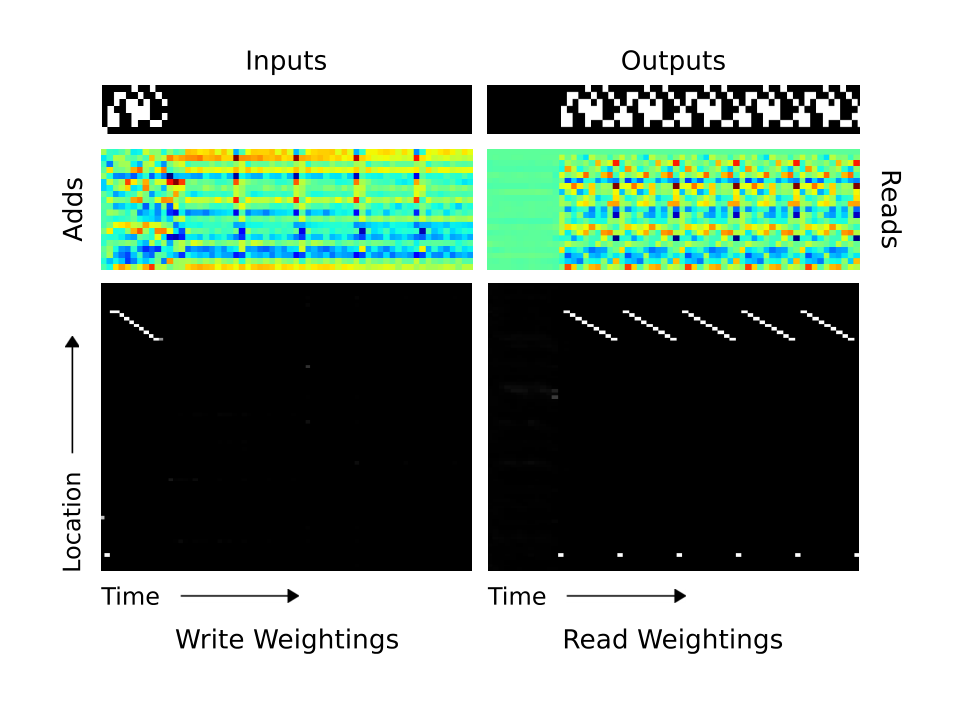 Inputs
Outputs
Adds
Reads
Location
Time
Time
Write Weightings
Read Weightings